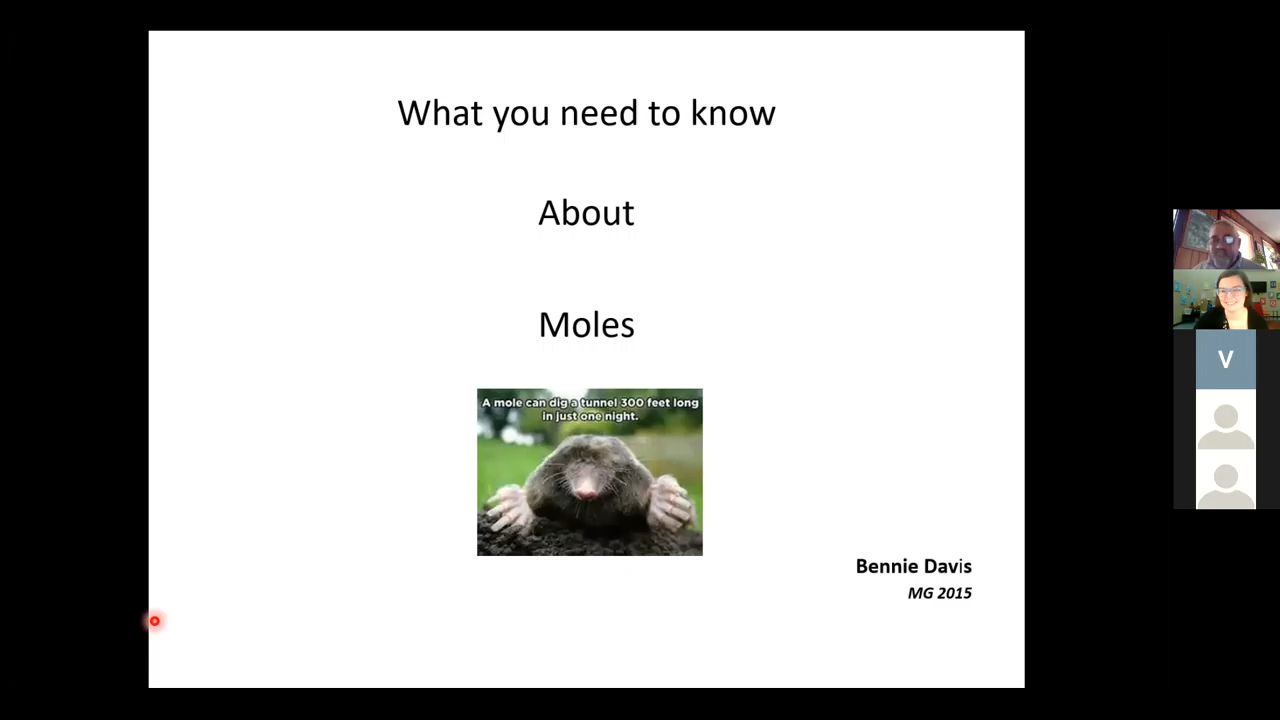 What you need to know
About
Moles
A mole can dig a tunnel 300 feet long
in just one night.
Bennie Davis
MG 2015
V